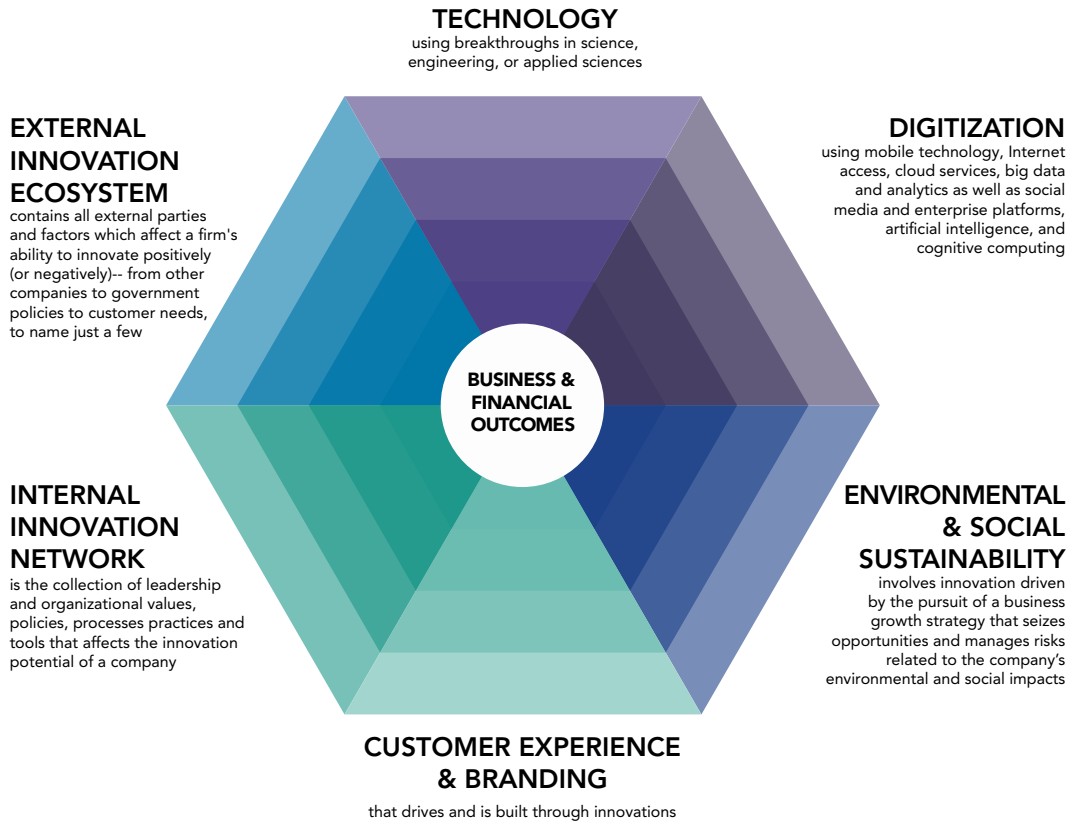 TECHNOLOGY
using breakthroughs in science,
engineering, or applied sciences
EXTERNAL
INNOVATION
ECOSYSTEM
contains all external parties
and factors which affect a firm's
ability to innovate positively
(or negatively)-- from other
companies to government
policies to customer needs,
to name just a few
DIGITIZATION
using mobile technology, Internet
access, cloud services, big data
and analytics as well as social
media and enterprise platforms,
artificial intelligence, and
cognitive computing
BUSINESS &
FINANCIAL
OUTCOMES
INTERNAL
INNOVATION
NETWORK
is the collection of leadership
and organizational values,
policies, processes practices and
tools that affects the innovation
potential of a company
ENVIRONMENTAL
& SOCIAL
SUSTAINABILITY
involves innovation driven
by the pursuit of a business
growth strategy that seizes
opportunities and manages risks
related to the company's
environmental and social impacts
CUSTOMER EXPERIENCE
& BRANDING
that drives and is built through innovations